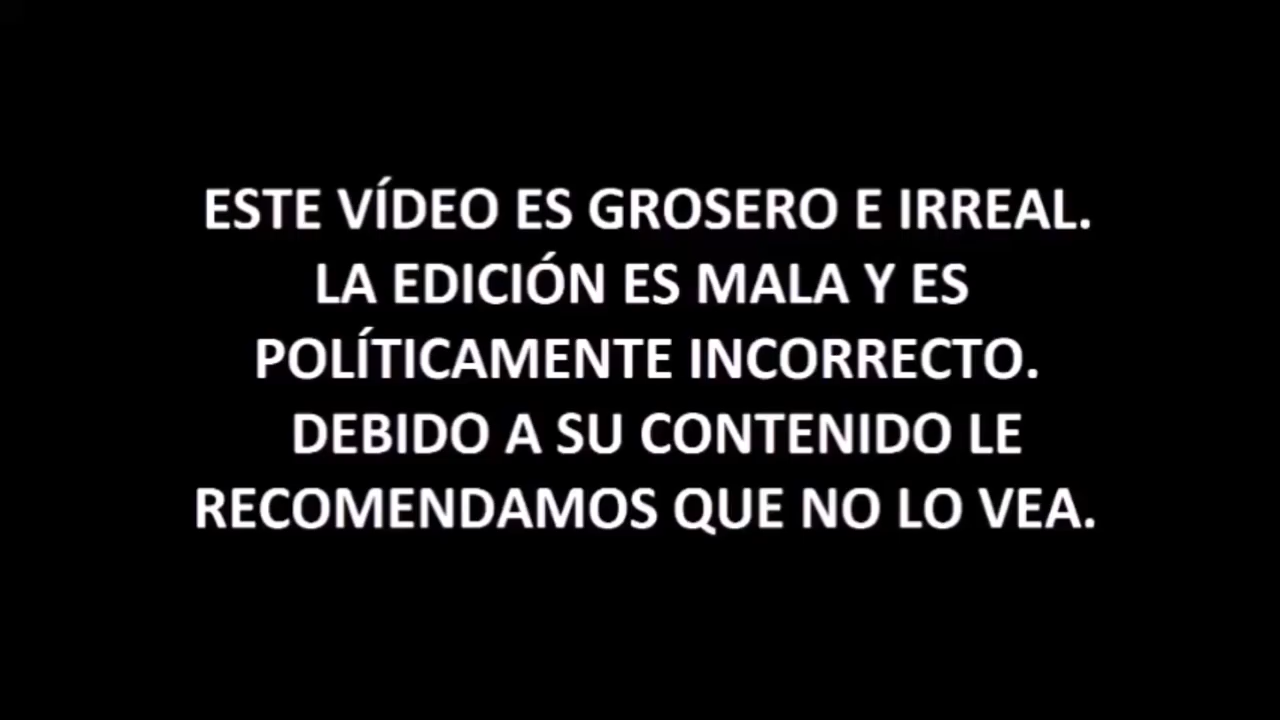 ESTE VÍDEO ES GROSERO E IRREAL.
LA EDICIÓN ES MALA Y ES
POLÍTICAMENTE INCORRECTO.
DEBIDO A SU CONTENIDO LE
RECOMENDAMOS QUE NO LO VEA.